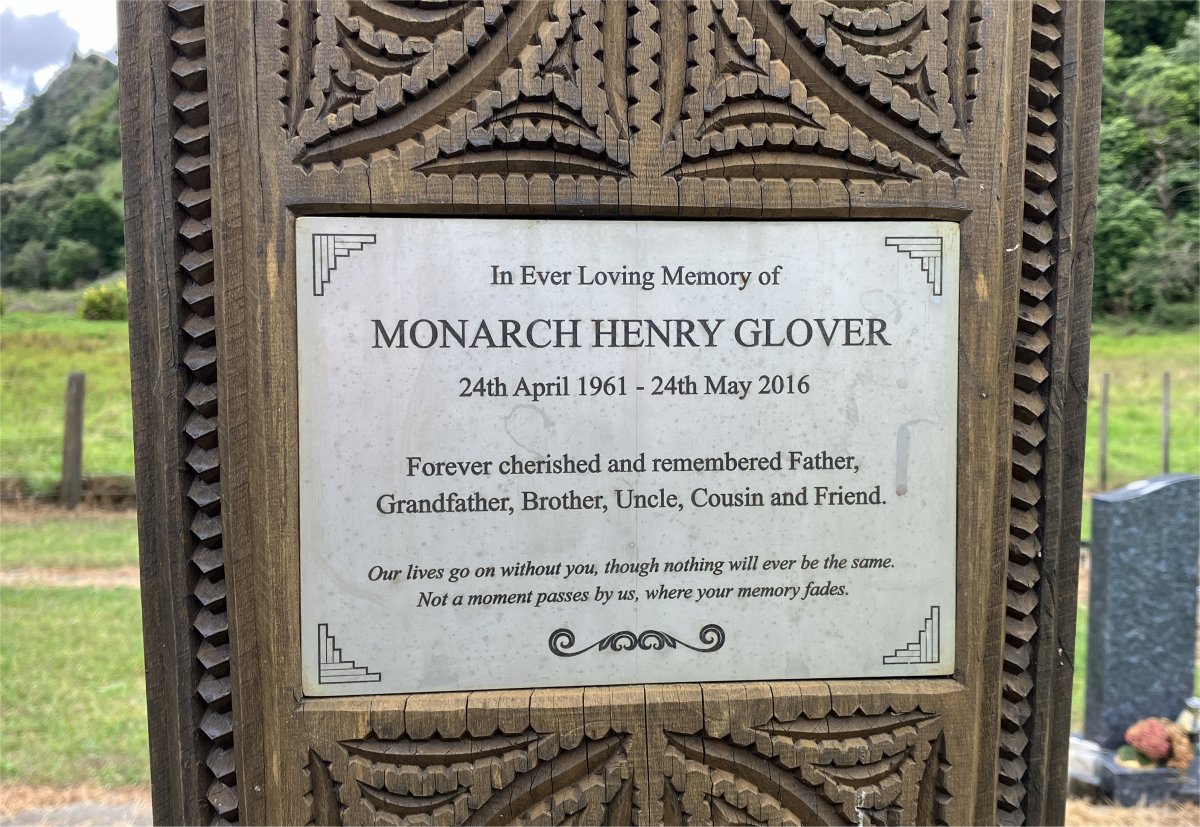 In Ever Loving Memory of
MONARCH HENRY GLOVER
24th April 1961 - 24th May 2016
Forever cherished and remembered Father,
Grandfather, Brother, Uncle, Cousin and Friend.
Our lives go on without you, though nothing will ever be the same.
Not a moment passes by us, where your memory fades.